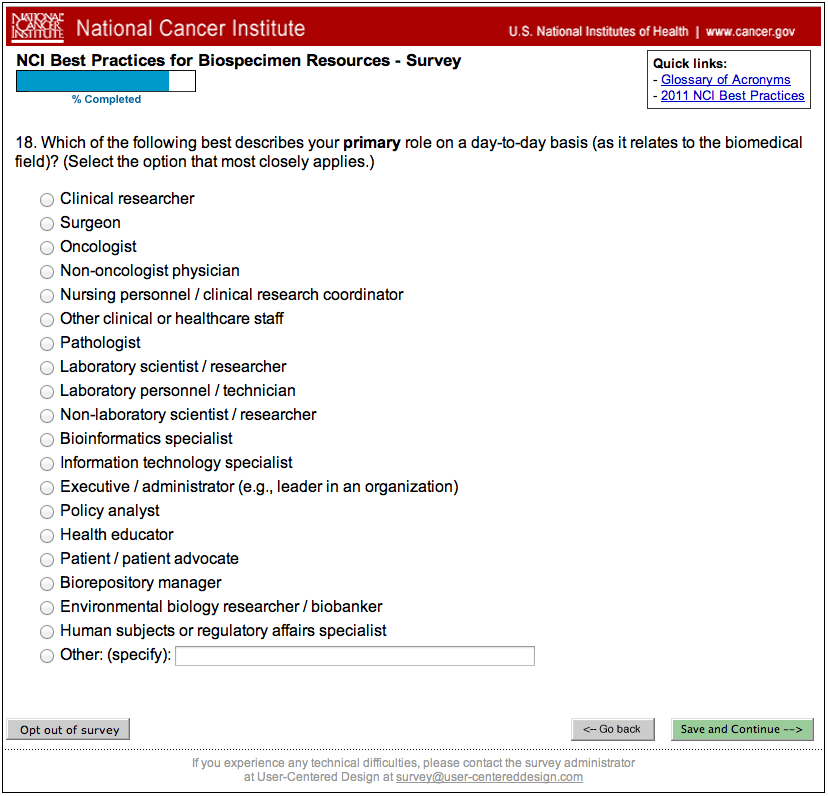 NATIONAL CANCER INSTITUTE
National Cancer Institute
U.S. National Institutes of Health | www.cancer.gov
NCI Best Practices for Biospecimen Resources - Survey
% Completed
Quick links:
- Glossary of Acronyms
- 2011 NCI Best Practices
18. Which of the following best describes your primary role on a day-to-day basis (as it relates to the biomedical
field)? (Select the option that most closely applies.)
Clinical researcher
Surgeon
Oncologist
Non-oncologist physician
Nursing personnel / clinical research coordinator
Other clinical or healthcare staff
Pathologist
Laboratory scientist / researcher
Laboratory personnel / technician
Non-laboratory scientist / researcher
Bioinformatics specialist
Information technology specialist
Executive / administrator (e.g., leader in an organization)
Policy analyst
Health educator
Patient / patient advocate
Biorepository manager
Environmental biology researcher / biobanker
Human subjects or regulatory affairs specialist
Other: (specify):
Opt out of survey
<-- Go back
Save and Continue -->
If you experience any technical difficulties, please contact the survey administrator
at User-Centered Design at survey@user-centereddesign.com